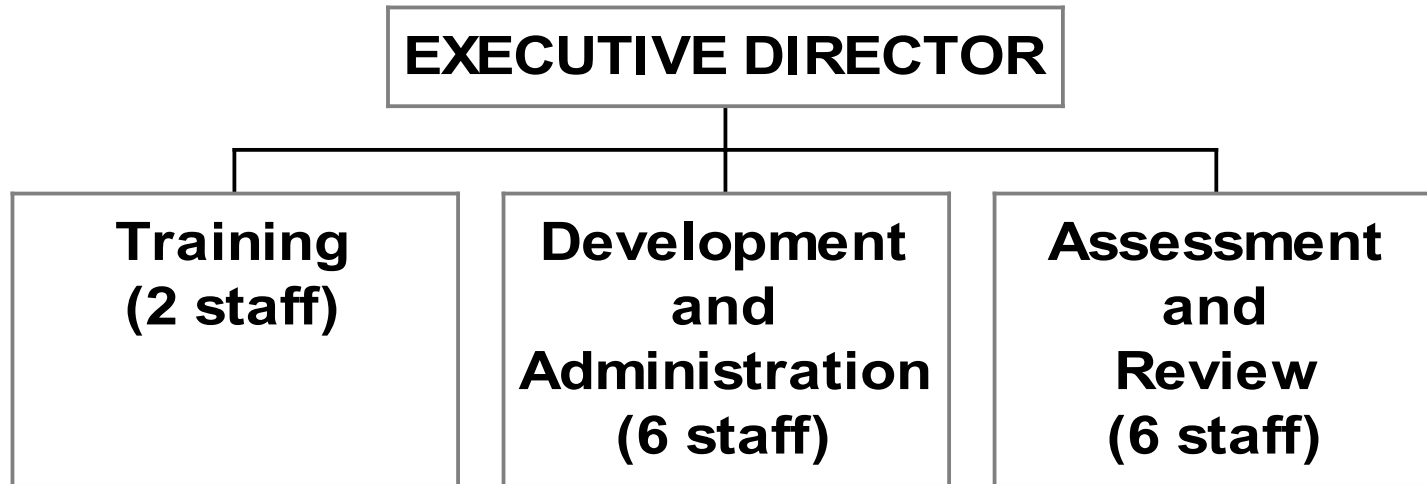 EXECUTIVE DIRECTOR
Training
(2 staff)
Development
and
Administration
(6 staff)
Assessment
and
Review
(6 staff)